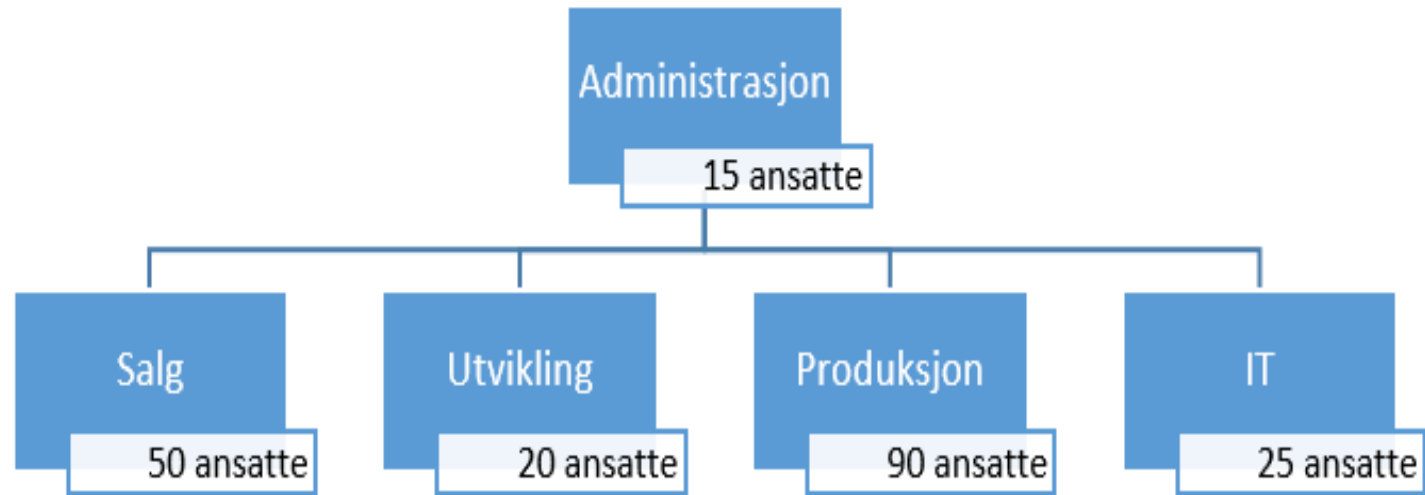 Administrasjon
15 ansatte
Salg
50 ansatte
Utvikling
20 ansatte
Produksjon
90 ansatte
IT
25 ansatte